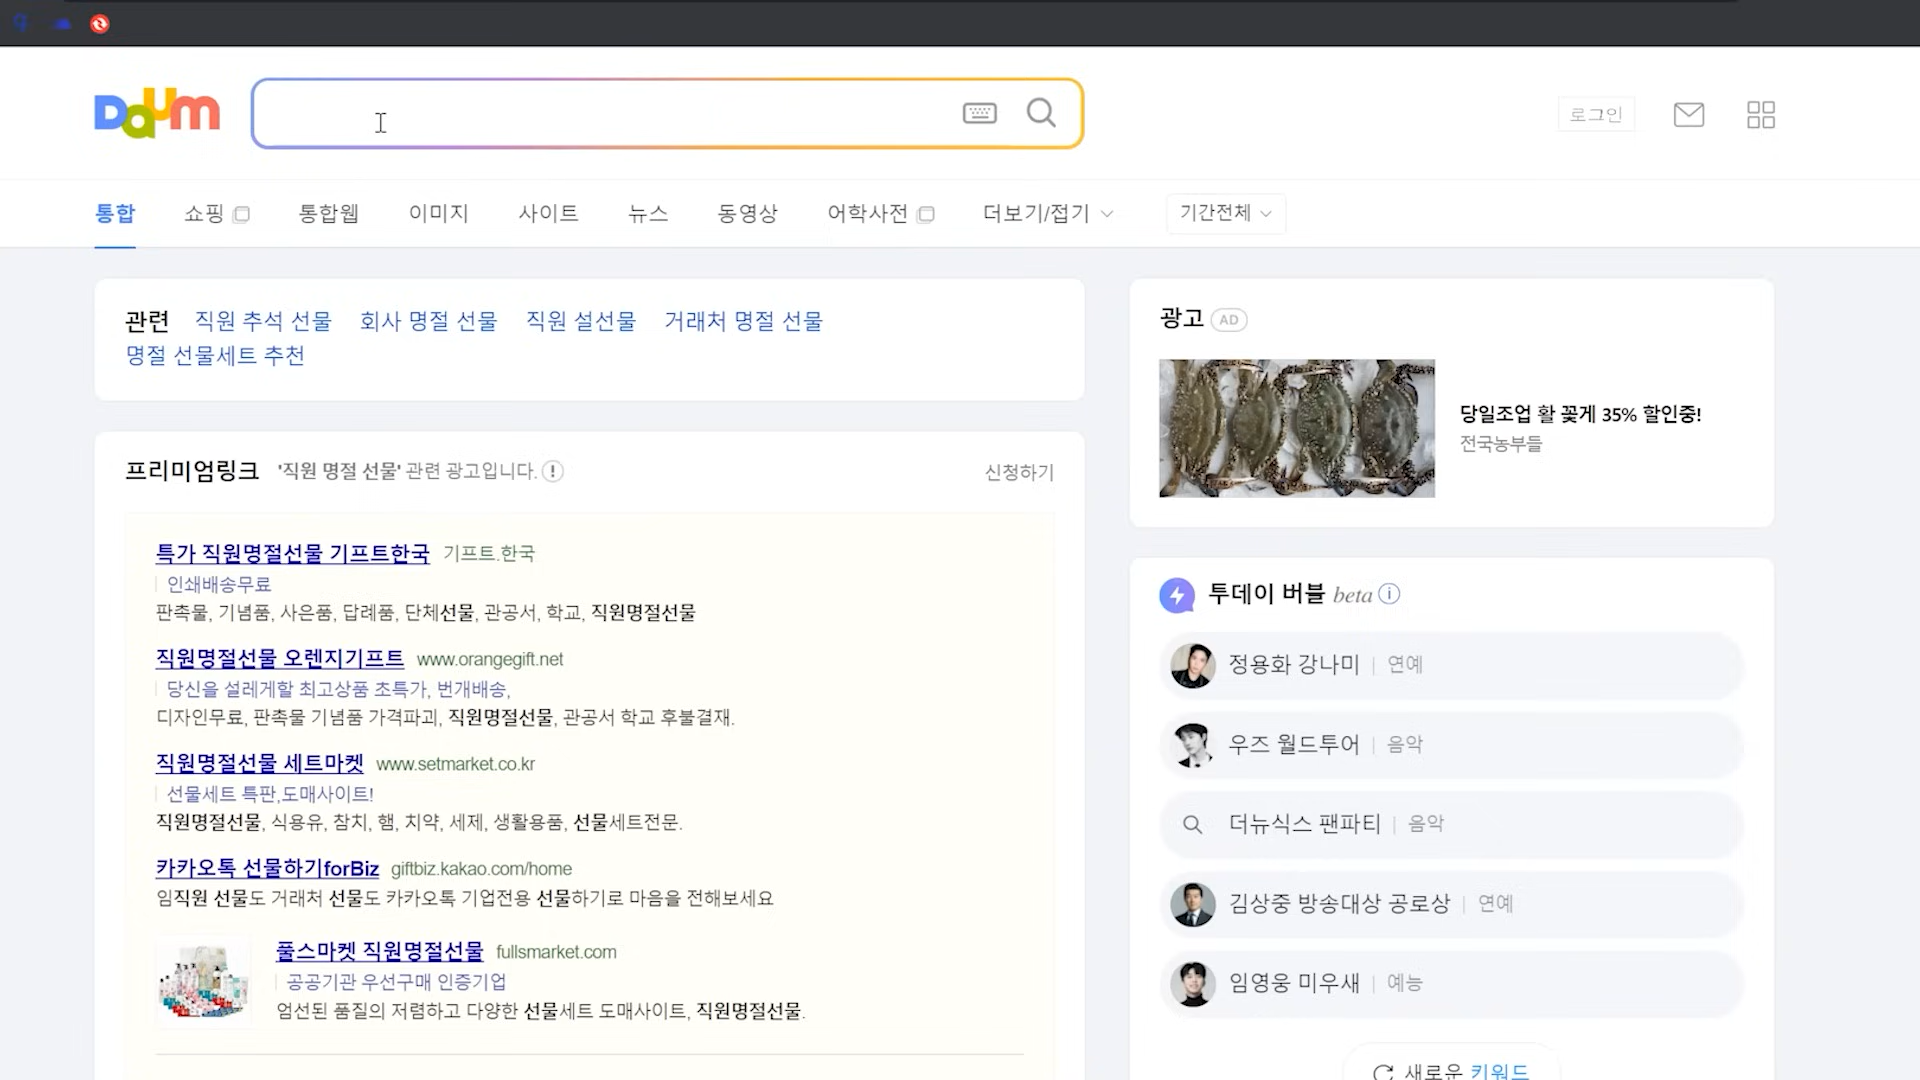 Daum
로그인
통합 쇼핑 통합웹 이미지 사이트 뉴스 동영상 어학사전 더보기/접기 기간전체
관련 직원 추석 선물 회사 명절 선물 직원 설선물 거래처 명절 선물
명절 선물세트 추천
프리미엄링크 '직원 명절 선물' 관련 광고입니다. 신청하기
특가 직원명절선물 기프트한국 기프트.한국
인쇄배송무료
판촉물, 기념품, 사은품, 답례품, 단체선물, 관공서, 학교, 직원명절선물
직원명절선물 오렌지기프트 www.orangegift.net
당신을 설레게할 최고상품 초특가, 번개배송,
디자인무료, 판촉물 기념품 가격파괴, 직원명절선물, 관공서 학교 후불결재.
직원명절선물 세트마켓 www.setmarket.co.kr
선물세트 특판,도매사이트!
직원명절선물, 식용유, 참치, 햄, 치약, 세제, 생활용품, 선물세트전문.
카카오톡 선물하기forBiz giftbiz.kakao.com/home
임직원 선물도 거래처 선물도 카카오톡 기업전용 선물하기로 마음을 전해보세요
풀스마켓 직원명절선물 fullsmarket.com
공공기관 우선구매 인증기업
엄선된 품질의 저렴하고 다양한 선물세트 도매사이트, 직원명절선물.
광고 AD
당일조업 활 꽃게 35% 할인중!
전국농부들
투데이 버블 beta
정용화 강나미 | 연예
우즈 월드투어 | 음악
더뉴식스 팬파티 | 음악
김상중 방송대상 공로상 | 연예
임영웅 미우새 | 예능
새로운 키워드